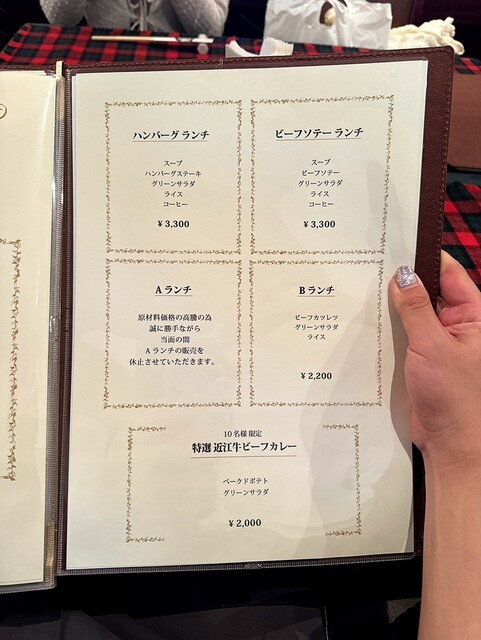 ハンバーグ ランチ
スープ
ハンバーグステーキ
グリーンサラダ
ライス
コーヒー
¥ 3,300
ビーフソテー ランチ
スープ
ビーフソテー
グリーンサラダ
ライス
コーヒー
¥ 3,300
A ランチ
原材料価格の高騰の為
誠に勝手ながら
当面の間
A ランチの販売を
休止させていただきます。
B ランチ
ビーフカツレツ
グリーンサラダ
ライス
¥ 2,200
10 名様 限定
特選 近江牛ビーフカレー
ベークドポテト
グリーンサラダ
¥ 2,000